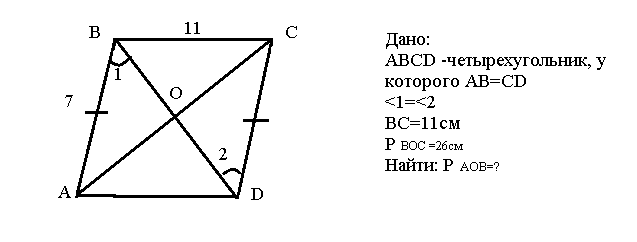 11
B
C
1
O
7
2
A
D
Дано:
ABCD -четырехугольник, у
которого AB=CD
<1=<2
BC=11см
P BOC =26см
Найти: P AOB=?